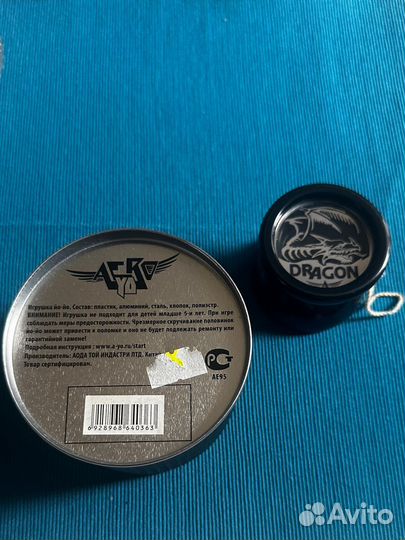 AERO
YO
Игрушка йо-йо. Состав: пластик, алюминий, сталь, хлопок, полиэстр.
ВНИМАНИЕ! Игрушка не подходит для детей младше 5-и лет. При игре
соблюдать меры предосторожности. Чрезмерное скручивание половинок
йо-йо может привести к поломке и оно не будет подлежать ремонту или
гарантийной замене!
Подробная инструкция : www.a-yo.ru/start
Производитель: АОДА ТОЙ ИНДАСТРИ ЛТД. Кит
Товар сертифицирован.
РСТ
АЕ95
6928968640363
DRAGON
Avito